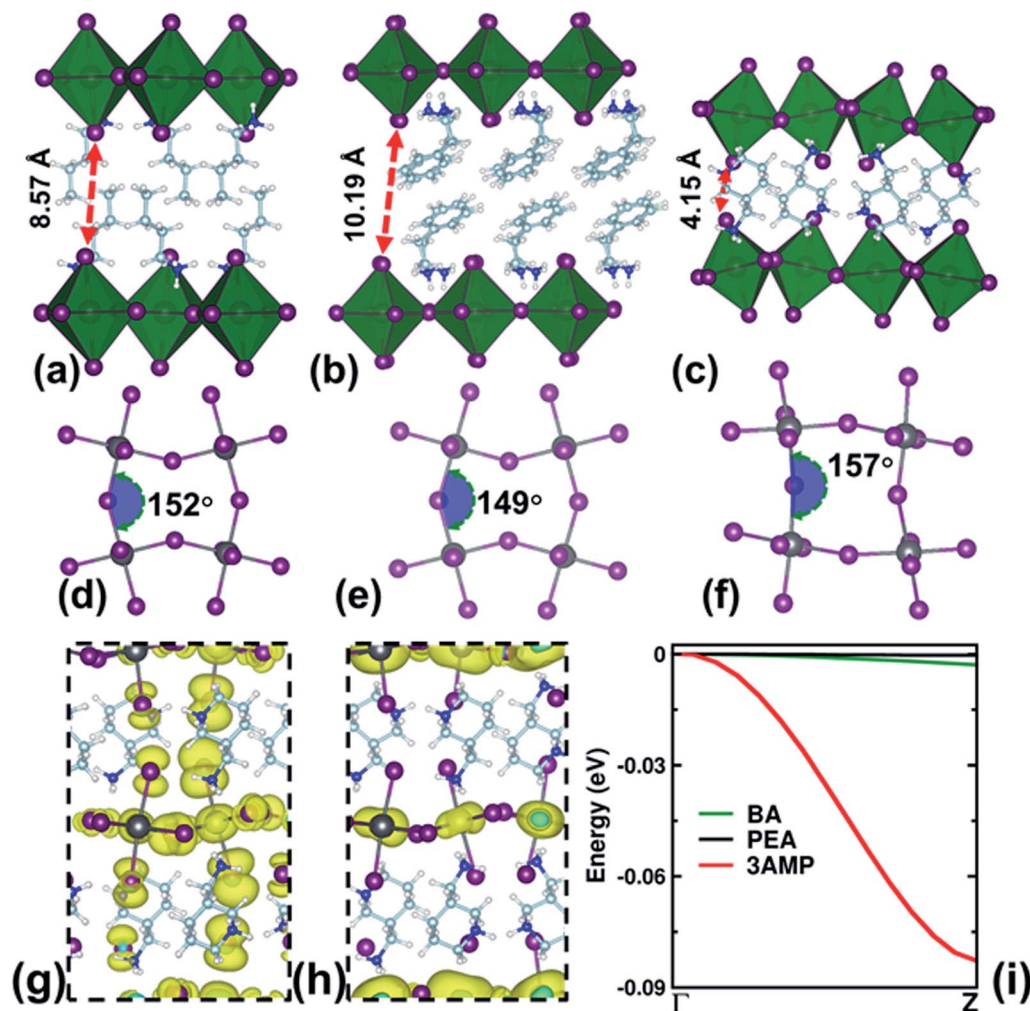 8.57 Å
10.19 Å
4.15 Å
(a)
(b)
(c)
152°
149°
157°
(d)
(e)
(f)
0
-0.03
-0.06
-0.09
Energy (eV)
BA
PEA
3AMP
Γ
Z
(g)
(h)
(i)